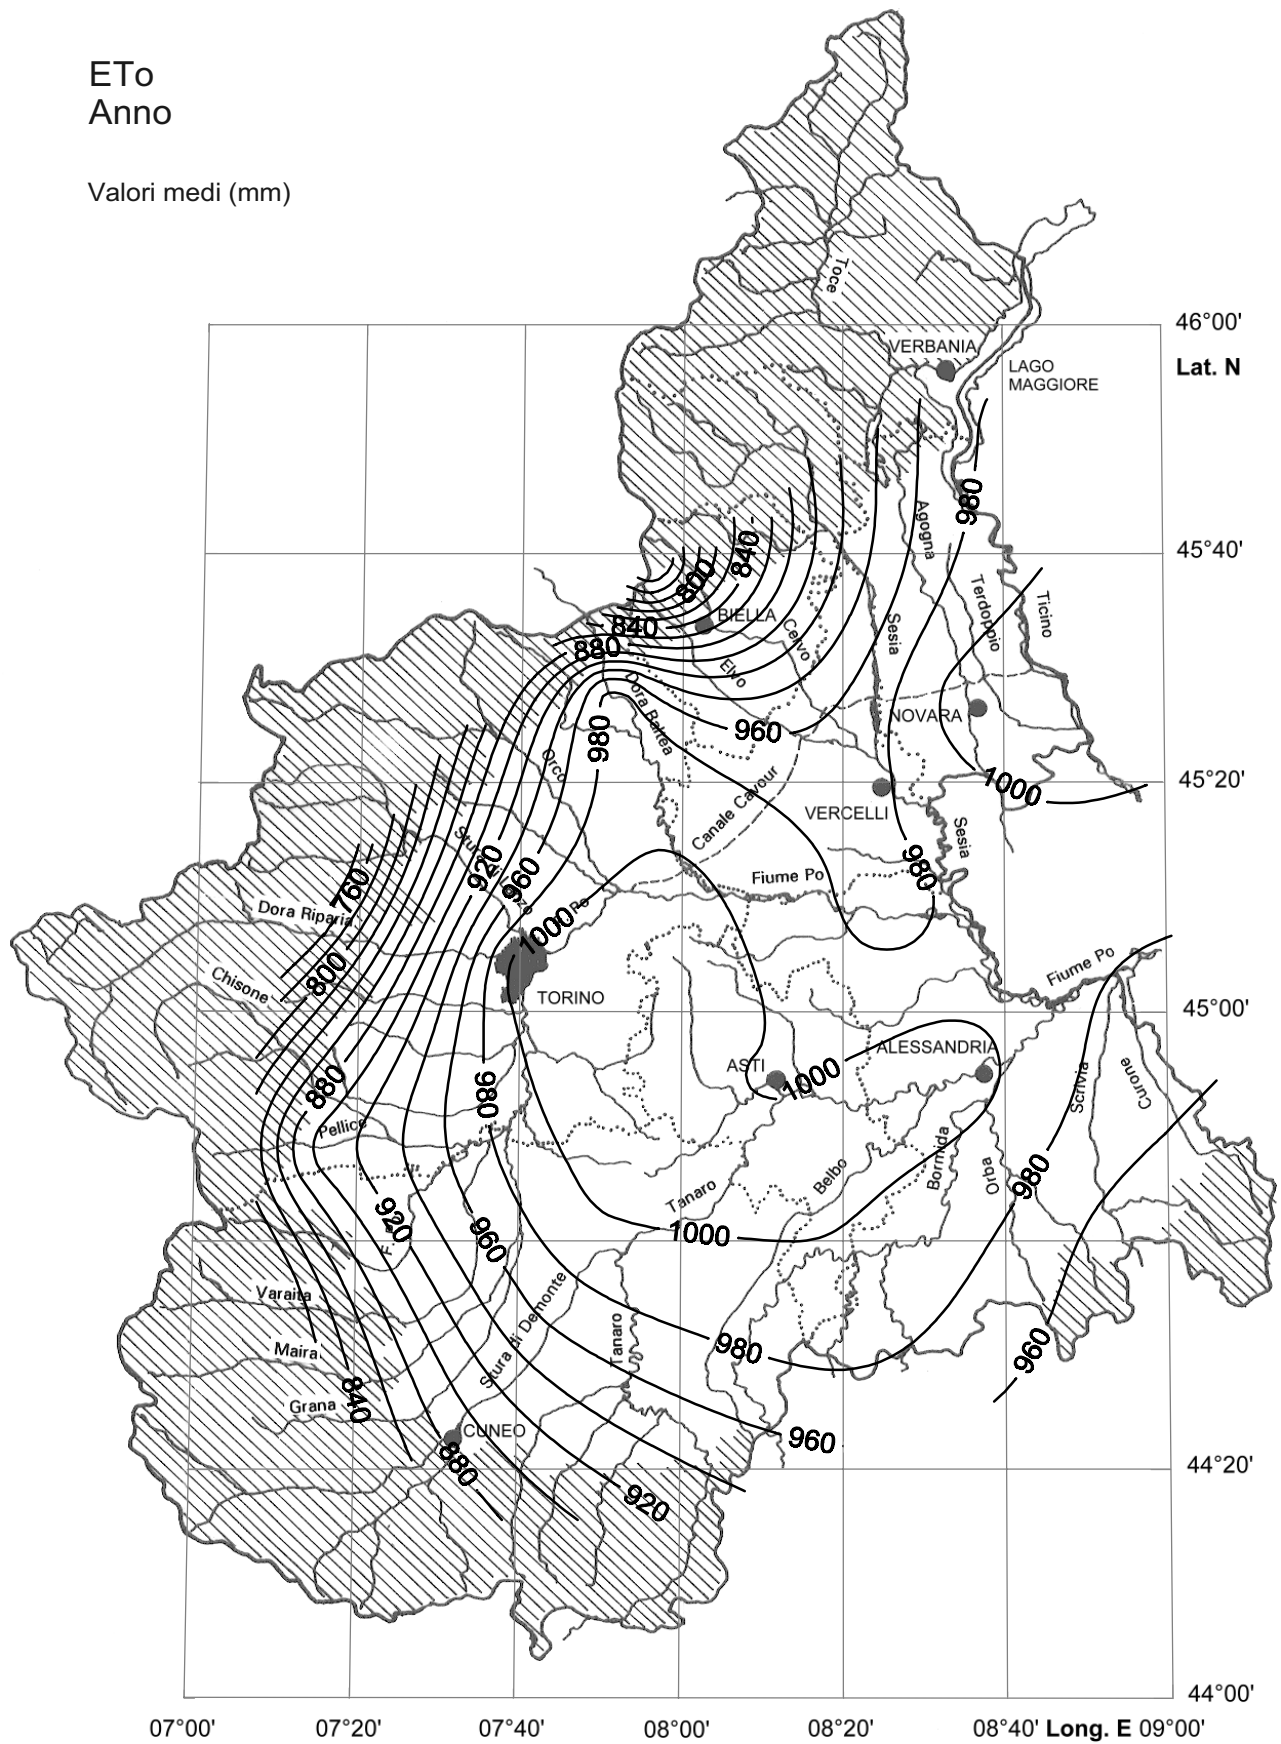 ETo
Anno
Valori medi (mm)
Toce
46°00'
VERBANIA
Lat. N
LAGO
MAGGIORE
980
Agogna
840
45°40'
800
Terdoppio
Ticino
BIELLA
840
Sesia
Cervo
880
Elvo
Dora Baltea
NOVARA
960
980
Orco
45°20'
1000
Canale Cavour
VERCELLI
Sesia
920
960
980
Fiume Po
760
Dora Riparia
Po
1000
Fiume Po
800
Chisone
TORINO
45°00'
ALESSANDRIA
ASTI
1000
880
980
Scrivia
Curone
Pellice
Belbo
Bormida
Orba
980
Tanaro
920
960
1000
Varaita
Stura di Demonte
Tanaro
980
960
Maira
840
Grana
CUNEO
960
880
44°20'
920
44°00'
07°00'
07°20'
07°40'
08°00'
08°20'
08°40'
Long. E
09°00'